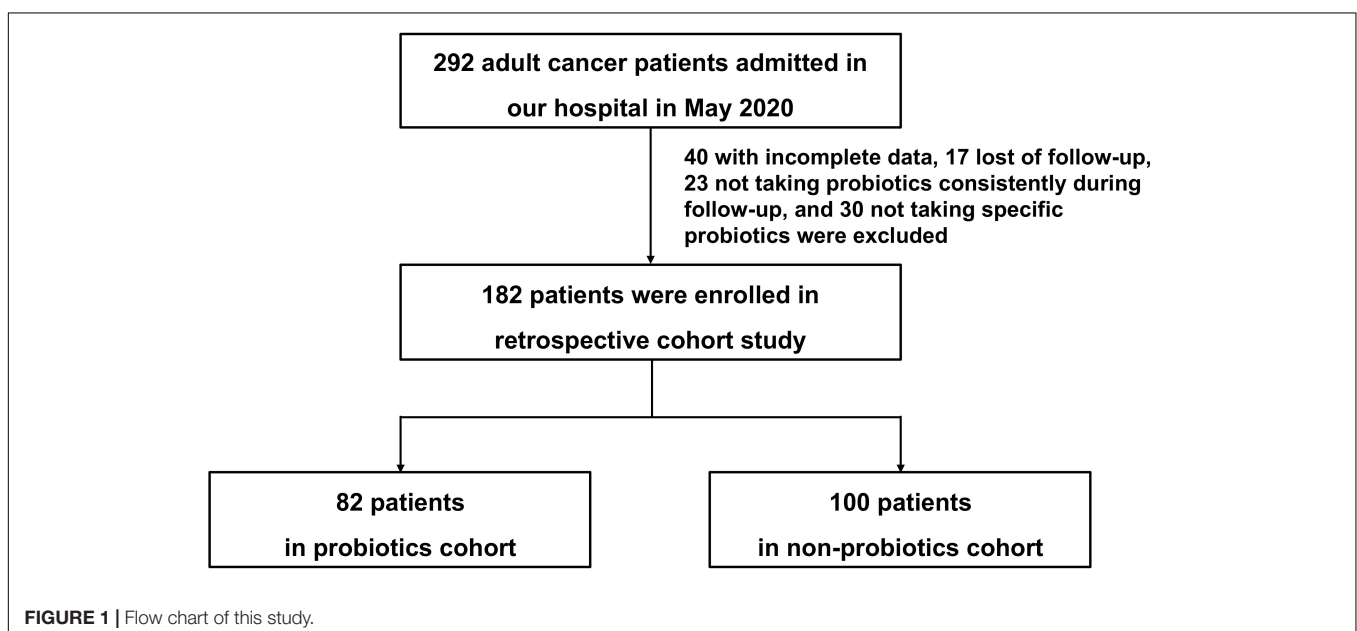 292 adult cancer patients admitted in
our hospital in May 2020
40 with incomplete data, 17 lost of follow-up,
23 not taking probiotics consistently during
follow-up, and 30 not taking specific
probiotics were excluded
182 patients were enrolled in
retrospective cohort study
82 patients
in probiotics cohort
100 patients
in non-probiotics cohort
FIGURE 1 | Flow chart of this study.